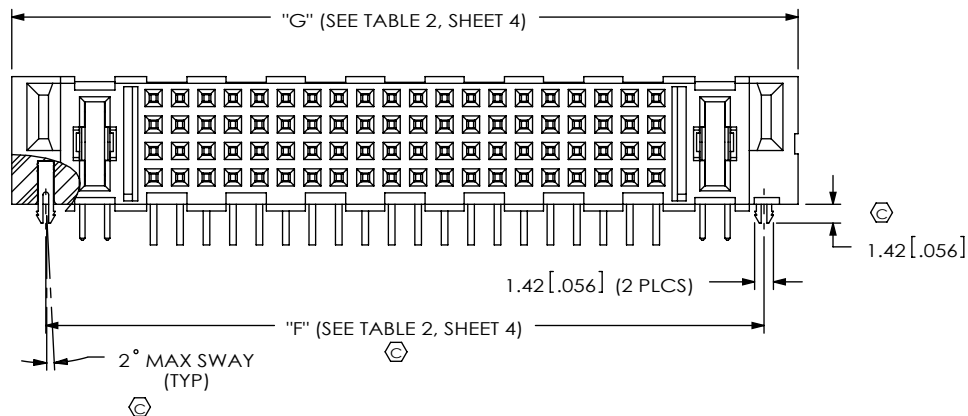 "G" (SEE TABLE 2, SHEET 4)
C
1.42[.056]
1.42[.056] (2 PLCS)
"F" (SEE TABLE 2, SHEET 4)
C
2° MAX SWAY
(TYP)
C